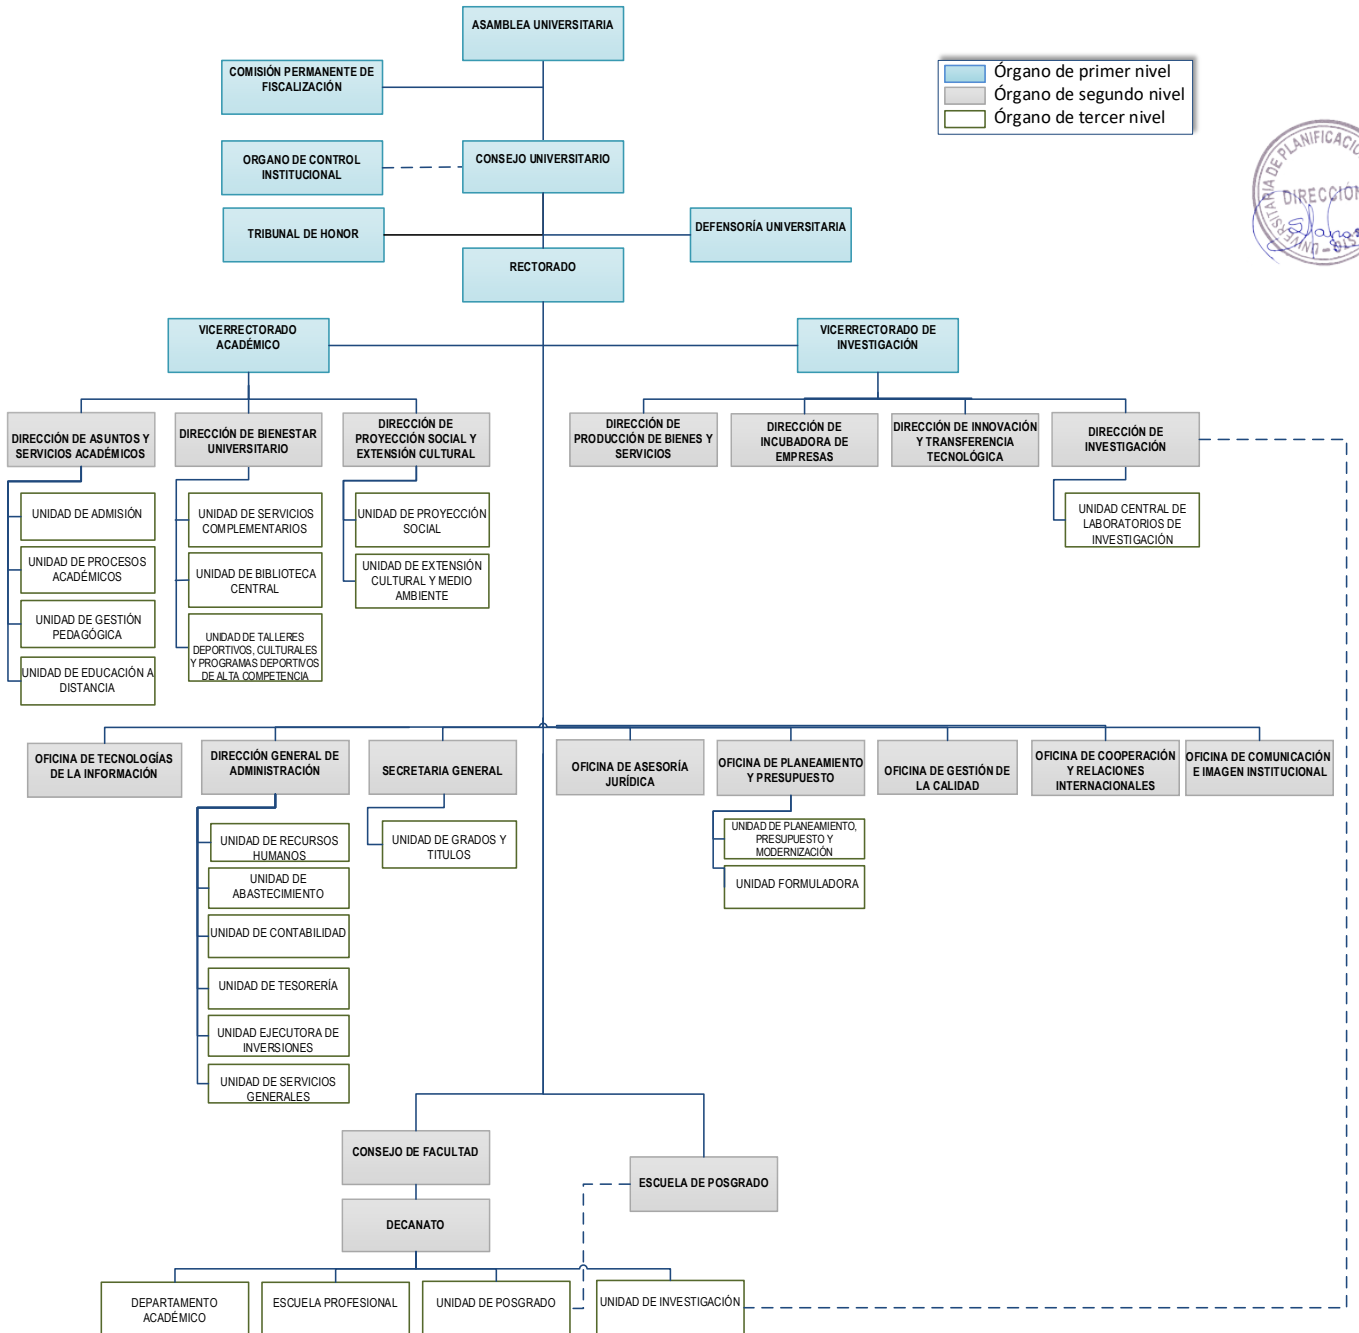 ASAMBLEA UNIVERSITARIA
COMISIÓN PERMANENTE DE
FISCALIZACIÓN
Órgano de primer nivel
Órgano de segundo nivel
Órgano de tercer nivel
ORGANO DE CONTROL
INSTITUCIONAL
CONSEJO UNIVERSITARIO
DIRECCIÓN
TRIBUNAL DE HONOR
DEFENSORÍA UNIVERSITARIA
RECTORADO
VICERRECTORADO
ACADÉMICO
VICERRECTORADO DE
INVESTIGACIÓN
DIRECCIÓN DE ASUNTOS Y
SERVICIOS ACADÉMICOS
DIRECCIÓN DE BIENESTAR
UNIVERSITARIO
DIRECCIÓN DE
PROYECCIÓN SOCIAL Y
EXTENSIÓN CULTURAL
DIRECCIÓN DE
PRODUCCIÓN DE BIENES Y
SERVICIOS
DIRECCIÓN DE
INCUBADORA DE
EMPRESAS
DIRECCIÓN DE INNOVACIÓN
Y TRANSFERENCIA
TECNOLÓGICA
DIRECCIÓN DE
INVESTIGACIÓN
UNIDAD DE ADMISIÓN
UNIDAD DE PROCESOS
ACADÉMICOS
UNIDAD DE GESTIÓN
PEDAGÓGICA
UNIDAD DE EDUCACIÓN A
DISTANCIA
UNIDAD DE SERVICIOS
COMPLEMENTARIOS
UNIDAD DE BIBLIOTECA
CENTRAL
UNIDAD DE TALLERES
DEPORTIVOS, CULTURALES
Y PROGRAMAS DEPORTIVOS
DE ALTA COMPETENCIA
UNIDAD DE PROYECCIÓN
SOCIAL
UNIDAD DE EXTENSIÓN
CULTURAL Y MEDIO
AMBIENTE
UNIDAD CENTRAL DE
LABORATORIOS DE
INVESTIGACIÓN
OFICINA DE TECNOLOGÍAS
DE LA INFORMACIÓN
DIRECCIÓN GENERAL DE
ADMINISTRACIÓN
SECRETARIA GENERAL
OFICINA DE ASESORÍA
JURÍDICA
OFICINA DE PLANEAMIENTO
Y PRESUPUESTO
OFICINA DE GESTIÓN DE
LA CALIDAD
OFICINA DE COOPERACIÓN
Y RELACIONES
INTERNACIONALES
OFICINA DE COMUNICACIÓN
E IMAGEN INSTITUCIONAL
UNIDAD DE RECURSOS
HUMANOS
UNIDAD DE
ABASTECIMIENTO
UNIDAD DE CONTABILIDAD
UNIDAD DE TESORERÍA
UNIDAD EJECUTORA DE
INVERSIONES
UNIDAD DE SERVICIOS
GENERALES
UNIDAD DE GRADOS Y
TITULOS
UNIDAD DE PLANEAMIENTO,
PRESUPUESTO Y
MODERNIZACIÓN
UNIDAD FORMULADORA
CONSEJO DE FACULTAD
ESCUELA DE POSGRADO
DECANATO
DEPARTAMENTO
ACADÉMICO
ESCUELA PROFESIONAL
UNIDAD DE POSGRADO
UNIDAD DE INVESTIGACIÓN